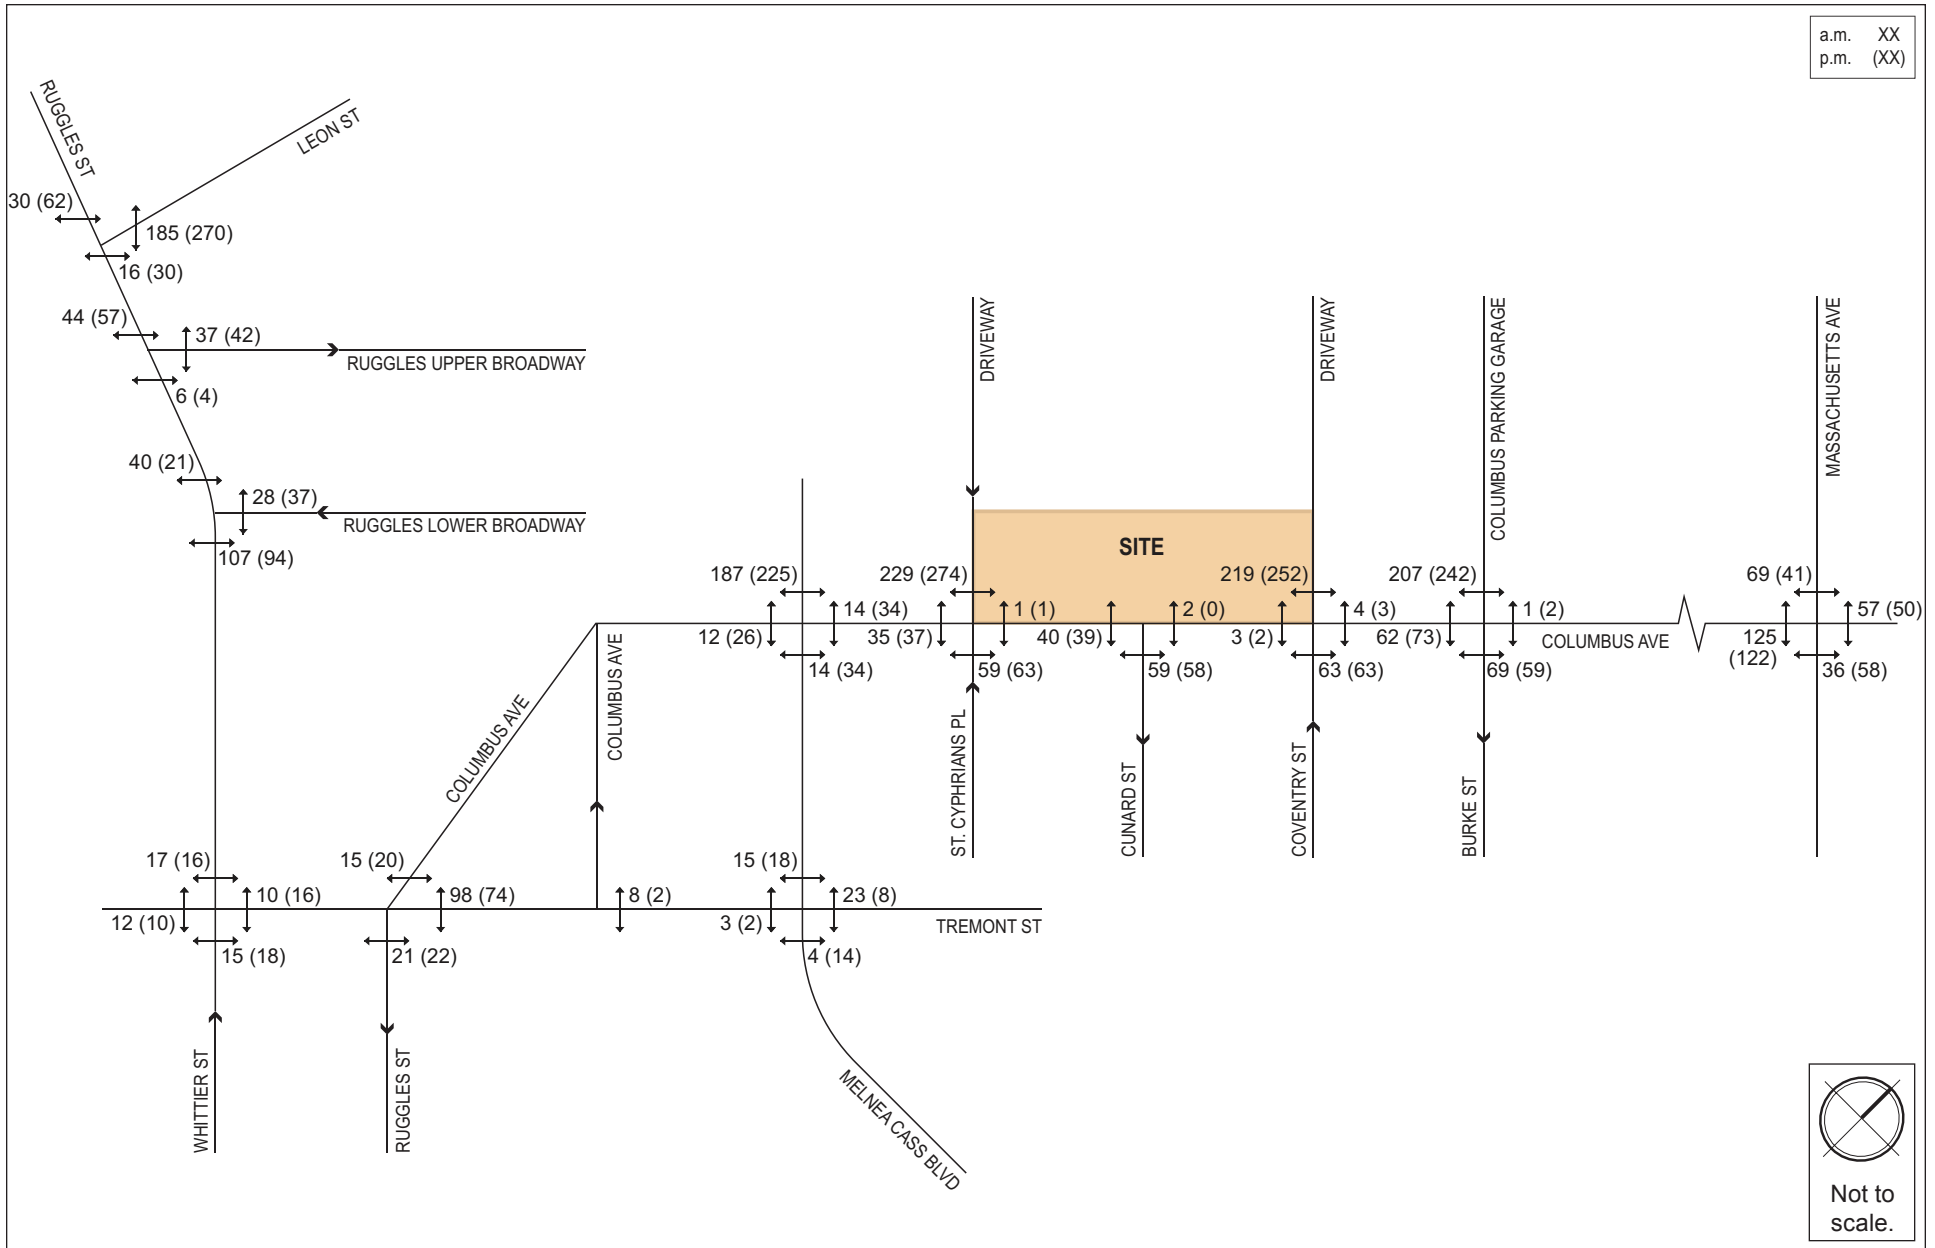 a.m. XX
p.m. (XX)
RUGGLES ST
LEON ST
30 (62)
185 (270)
16 (30)
44 (57)
37 (42)
RUGGLES UPPER BROADWAY
6 (4)
40 (21)
28 (37)
RUGGLES LOWER BROADWAY
107 (94)
DRIVEWAY
DRIVEWAY
COLUMBUS PARKING GARAGE
MASSACHUSETTS AVE
SITE
187 (225)
229 (274)
219 (252)
207 (242)
69 (41)
14 (34)
1 (1)
2 (0)
4 (3)
1 (2)
57 (50)
12 (26)
35 (37)
40 (39)
3 (2)
62 (73)
COLUMBUS AVE
125
(122)
14 (34)
59 (63)
59 (58)
63 (63)
69 (59)
36 (58)
COLUMBUS AVE
COLUMBUS AVE
ST. CYPHRIANS PL
CUNARD ST
COVENTRY ST
BURKE ST
17 (16)
15 (20)
15 (18)
10 (16)
98 (74)
8 (2)
23 (8)
12 (10)
3 (2)
TREMONT ST
15 (18)
21 (22)
4 (14)
WHITTIER ST
RUGGLES ST
MELNEA CASS BLVD
Not to
scale.